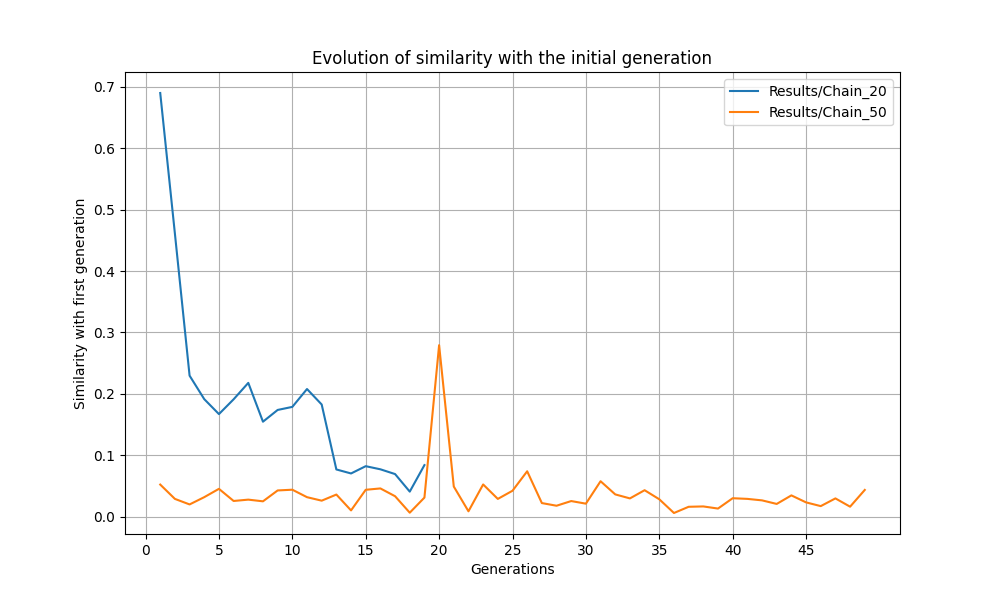 Evolution of similarity with the initial generation
Results/Chain_20
Results/Chain_50
Similarity with first generation
0.7
0.6
0.5
0.4
0.3
0.2
0.1
0.0
0 5 10 15 20 25 30 35 40 45
Generations